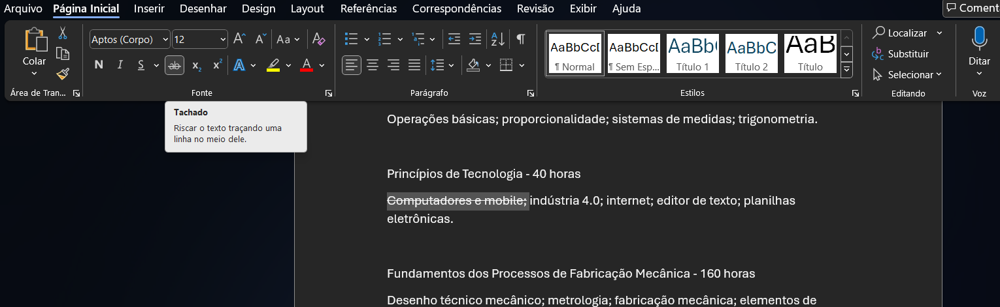 Arquivo Página Inicial Inserir Desenhar Design Layout Referências Correspondências Revisão Exibir Ajuda Coment
Aptos (Corpo) 12 Aa
Colar
N I S ab x₂ x² A A
Área de Tran... Fonte Parágrafo Estilos Editando Voz
AaBbCcD AaBbCcD AaBb( AaBbC AaB
¶ Normal ¶ Sem Esp... Título 1 Título 2 Título
Localizar
Substituir
Selecionar
Ditar
Tachado
Riscar o texto traçando uma
linha no meio dele.
Operações básicas; proporcionalidade; sistemas de medidas; trigonometria.
Princípios de Tecnologia - 40 horas
Computadores e mobile; indústria 4.0; internet; editor de texto; planilhas
eletrônicas.
Fundamentos dos Processos de Fabricação Mecânica - 160 horas
Desenho técnico mecânico; metrologia; fabricação mecânica; elementos de